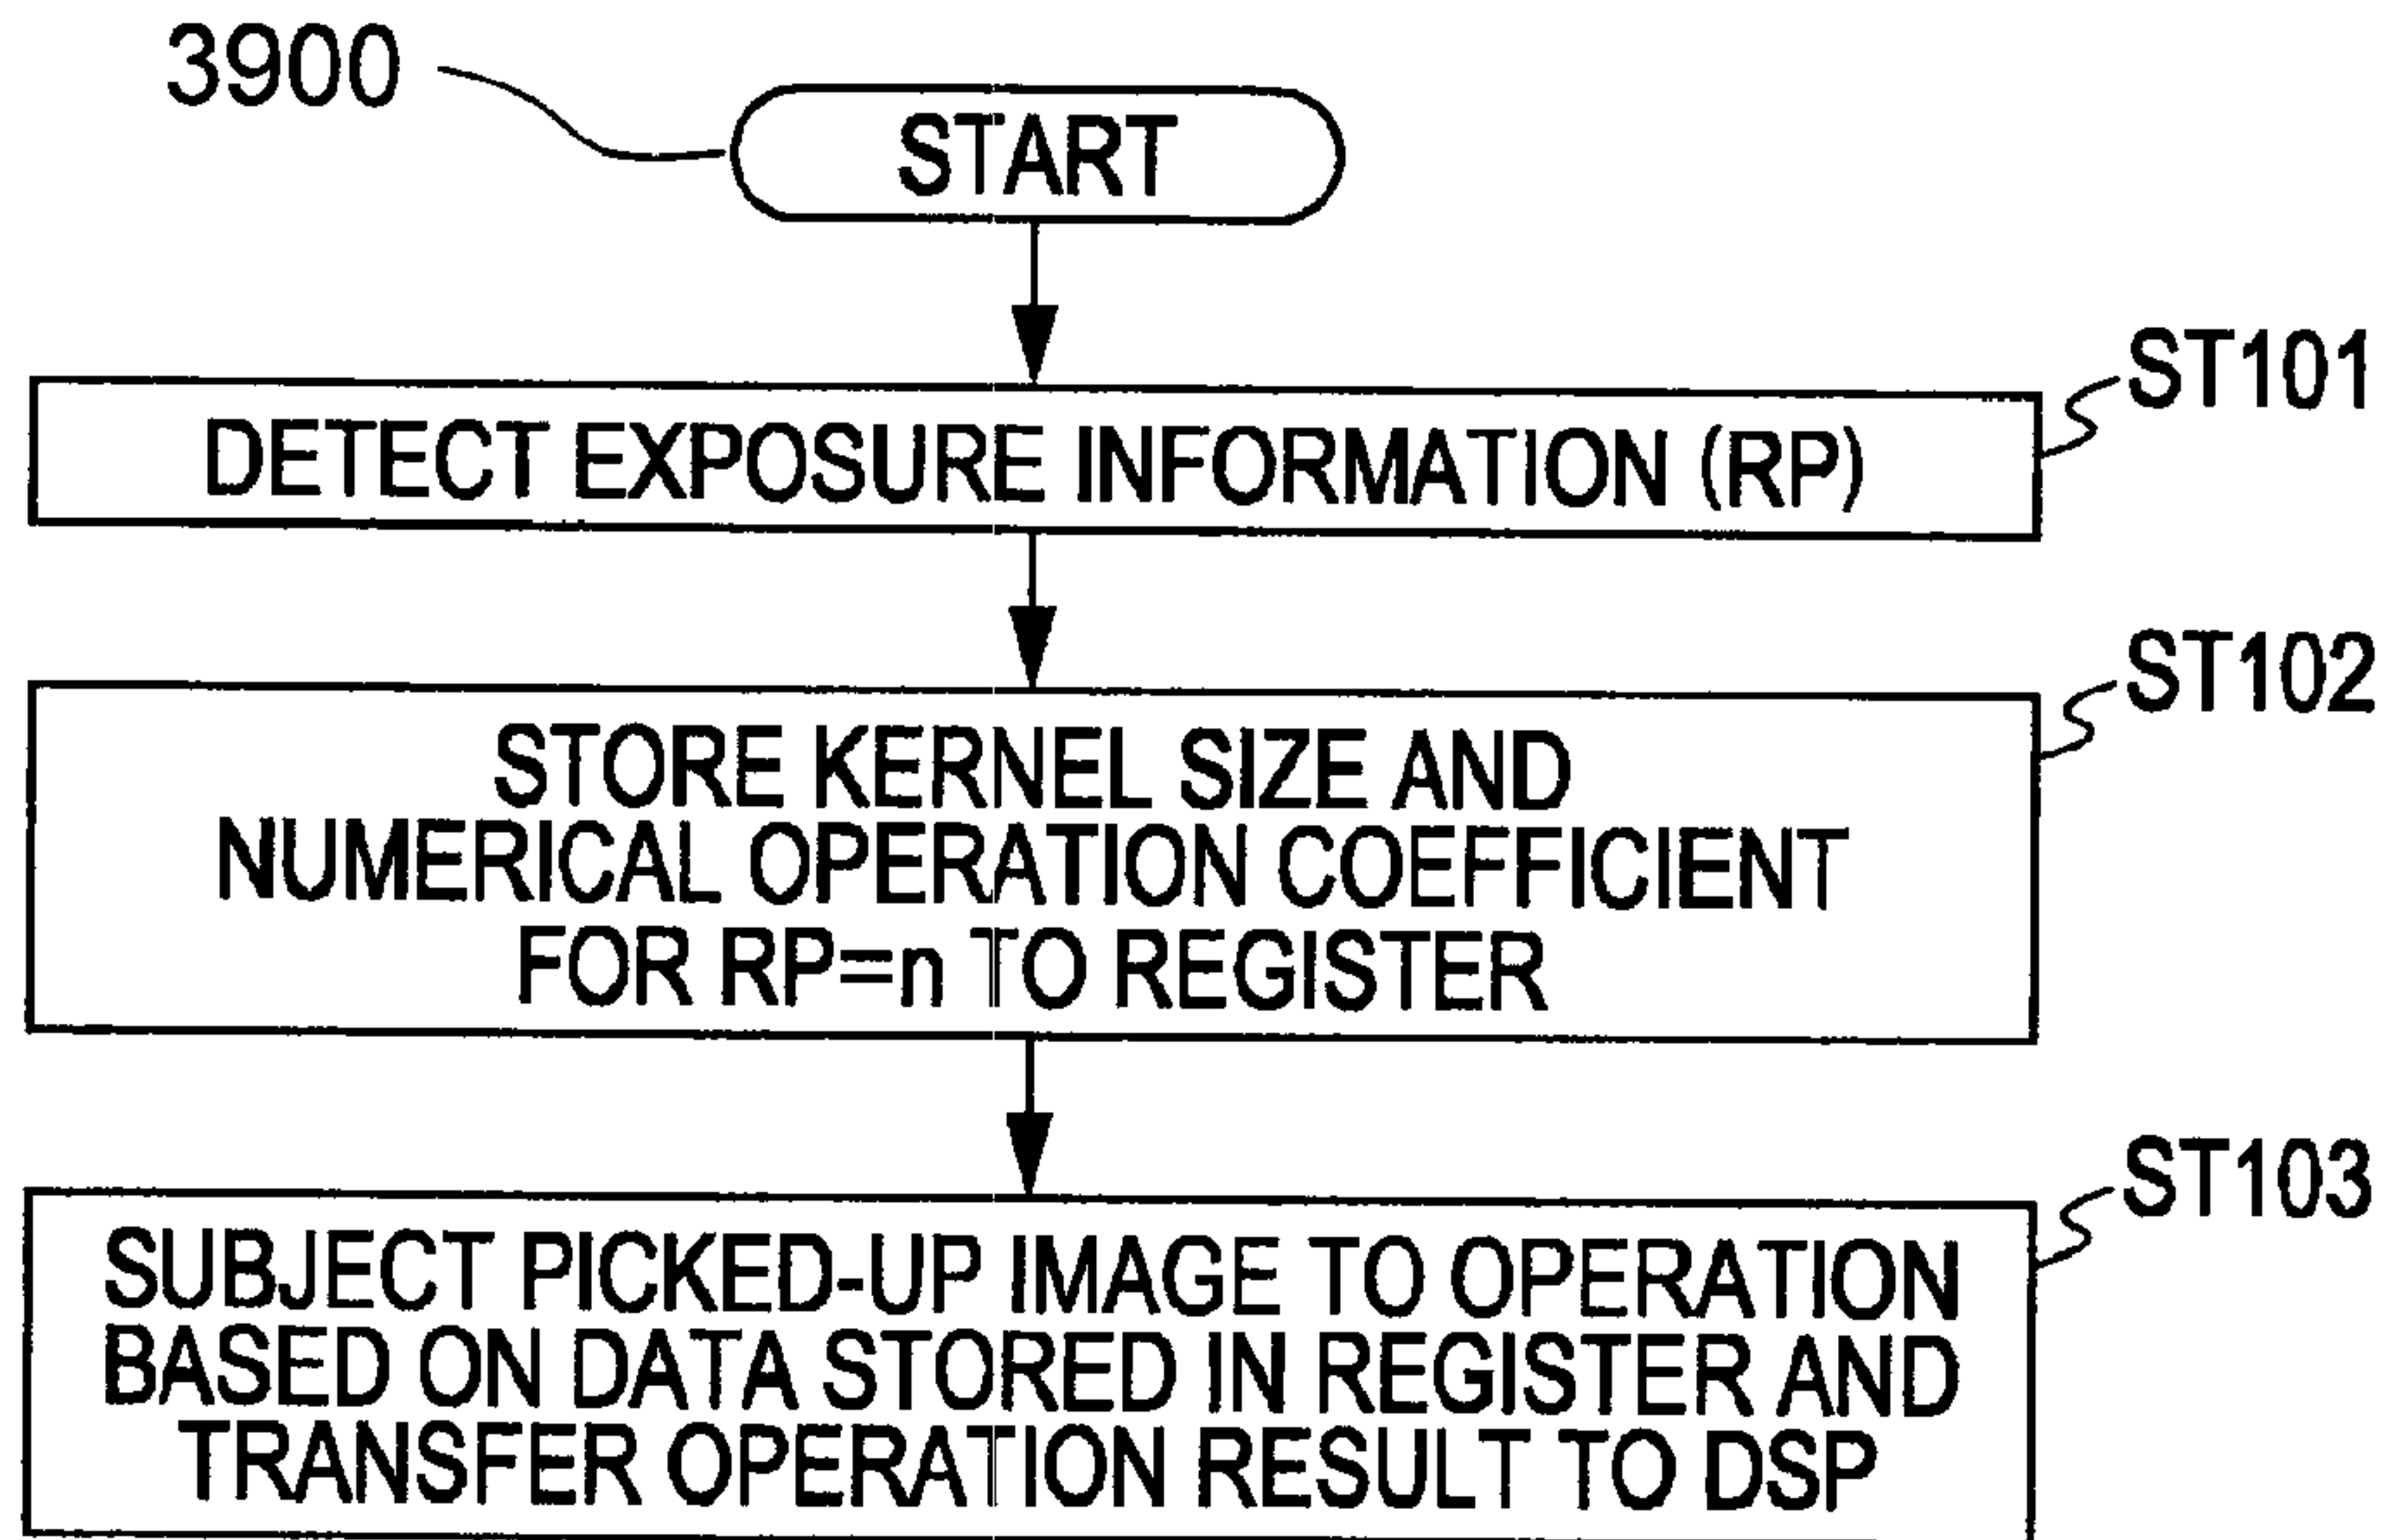 3900
START
ST101
DETECT EXPOSURE INFORMATION (RP)
ST102
STORE KERNEL SIZE AND
NUMERICAL OPERATION COEFFICIENT
FOR RP=n TO REGISTER
ST103
SUBJECT PICKED-UP IMAGE TO OPERATION
BASED ON DATA STORED IN REGISTER AND
TRANSFER OPERATION RESULT TO DSP